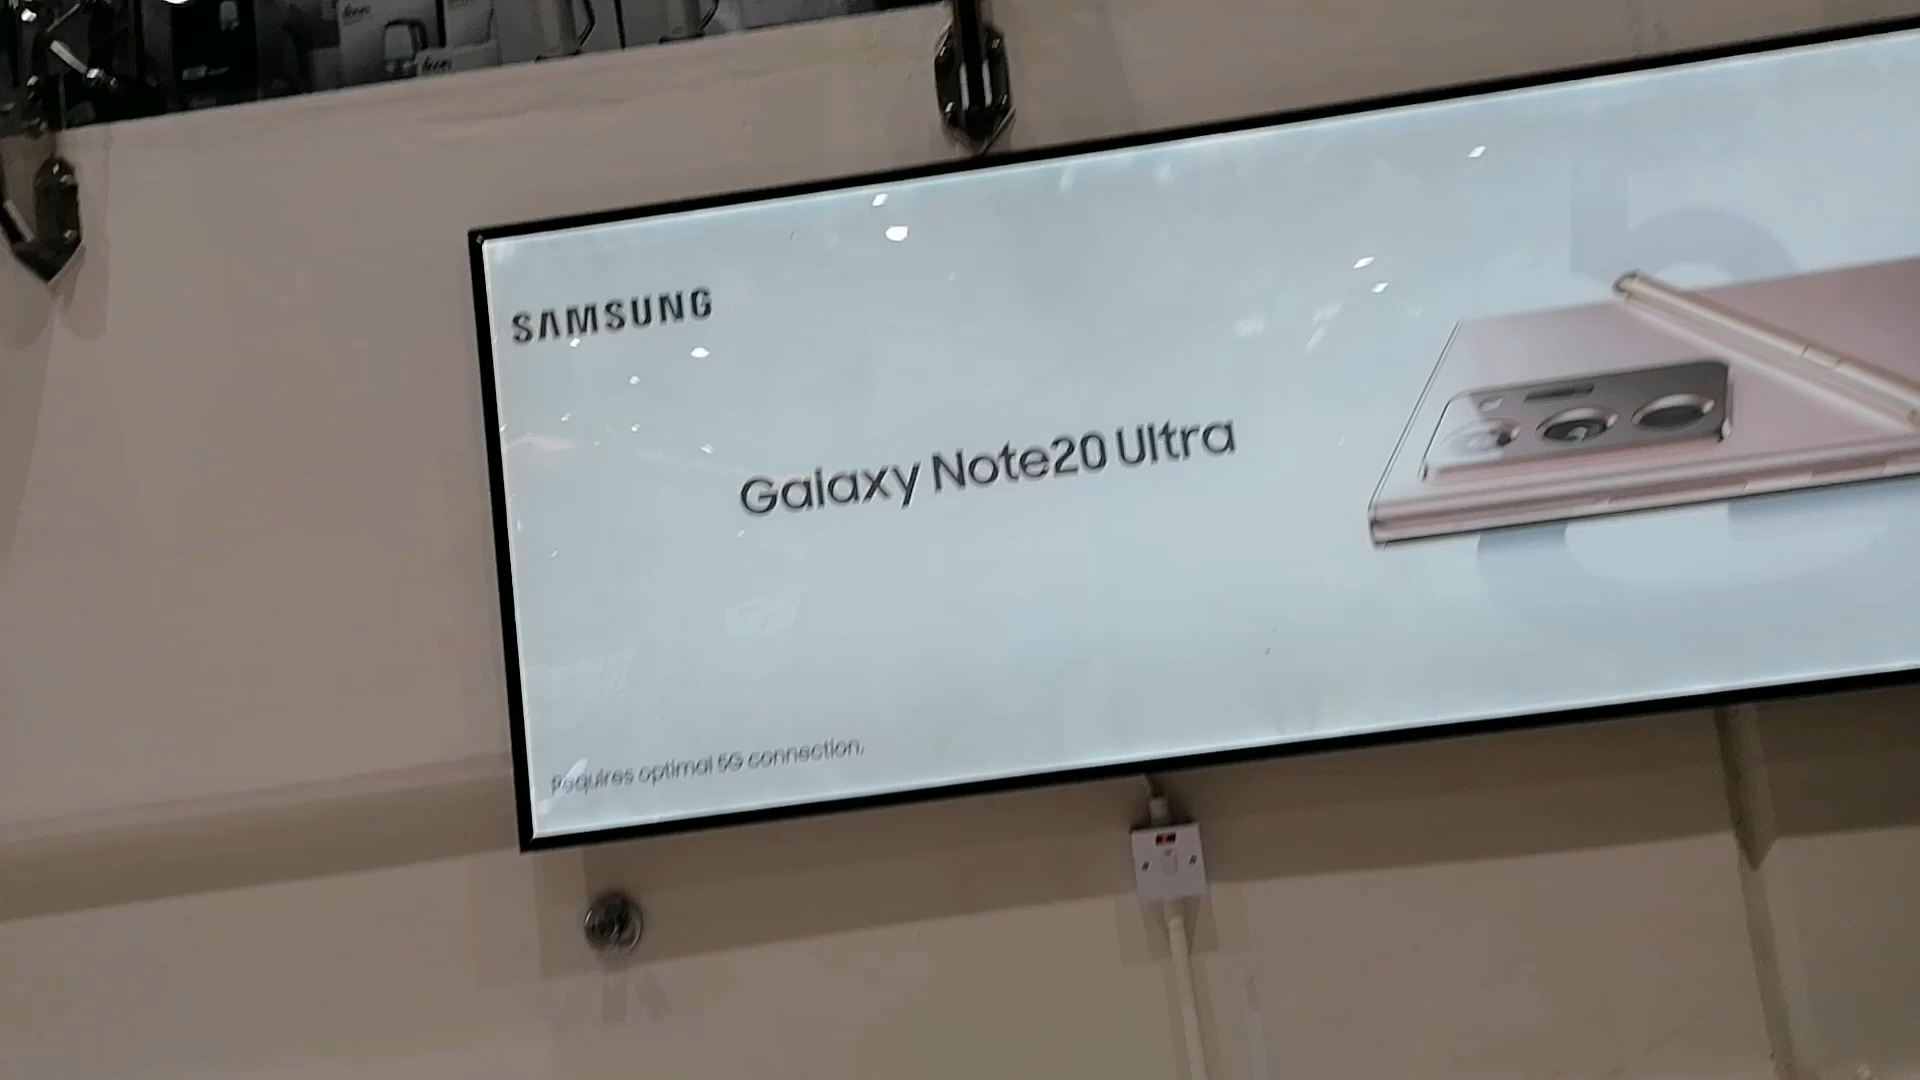 SAMSUNG
Galaxy Note20 Ultra
Requires optimal 5G connection.